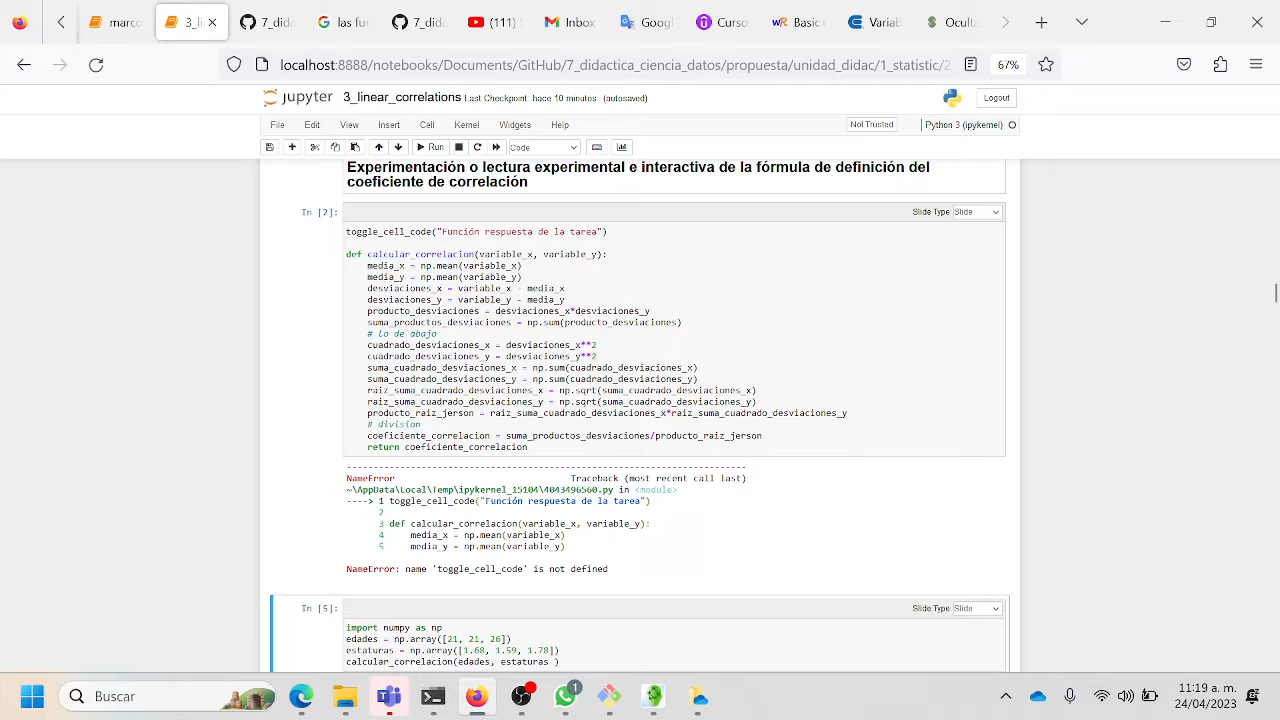 marco
3_lin
7_dida
las fu
7_dida
(111)
Inbox
Googl
Curso
wR Basic
Variab
Oculta
localhost:8888/notebooks/Documents/GitHub/7_didactica_ciencia_datos/propuesta/unidad_didac/1_statistic/2
67%
jupyter 3_linear_correlations Last Checkpoint: hace 10 minutos (autosaved)
Logout
File Edit View Insert Cell Kernel Widgets Help
Not Trusted
Python 3 (ipykernel)
Run
Code
Experimentación o lectura experimental e interactiva de la fórmula de definición del
coeficiente de correlación
In [2]:
Slide Type Slide
toggle_cell_code("Función respuesta de la tarea")
def calcular_correlacion(variable_x, variable_y):
media_x = np.mean(variable_x)
media_y = np.mean(variable_y)
desviaciones_x = variable_x - media_x
desviaciones_y = variable_y - media_y
producto_desviaciones = desviaciones_x*desviaciones_y
suma_productos_desviaciones = np.sum(producto_desviaciones)
# lo de abajo
cuadrado_desviaciones_x = desviaciones_x**2
cuadrado_desviaciones_y = desviaciones_y**2
suma_cuadrado_desviaciones_x = np.sum(cuadrado_desviaciones_x)
suma_cuadrado_desviaciones_y = np.sum(cuadrado_desviaciones_y)
raiz_suma_cuadrado_desviaciones_x = np.sqrt(suma_cuadrado_desviaciones_x)
raiz_suma_cuadrado_desviaciones_y = np.sqrt(suma_cuadrado_desviaciones_y)
producto_raiz_jerson = raiz_suma_cuadrado_desviaciones_x*raiz_suma_cuadrado_desviaciones_y
# division
coeficiente_correlacion = suma_productos_desviaciones/producto_raiz_jerson
return coeficiente_correlacion
---------------------------------------------------------------------------
NameError Traceback (most recent call last)
~\AppData\Local\Temp\ipykernel_15104\4043496560.py in <module>
----> 1 toggle_cell_code("Función respuesta de la tarea")
2
3 def calcular_correlacion(variable_x, variable_y):
4 media_x = np.mean(variable_x)
5 media_y = np.mean(variable_y)
NameError: name 'toggle_cell_code' is not defined
In [5]:
Slide Type Slide
import numpy as np
edades = np.array([21, 21, 26])
estaturas = np.array([1.68, 1.59, 1.78])
calcular_correlacion(edades, estaturas )
Buscar
1
11:19 a. m.
24/04/2023